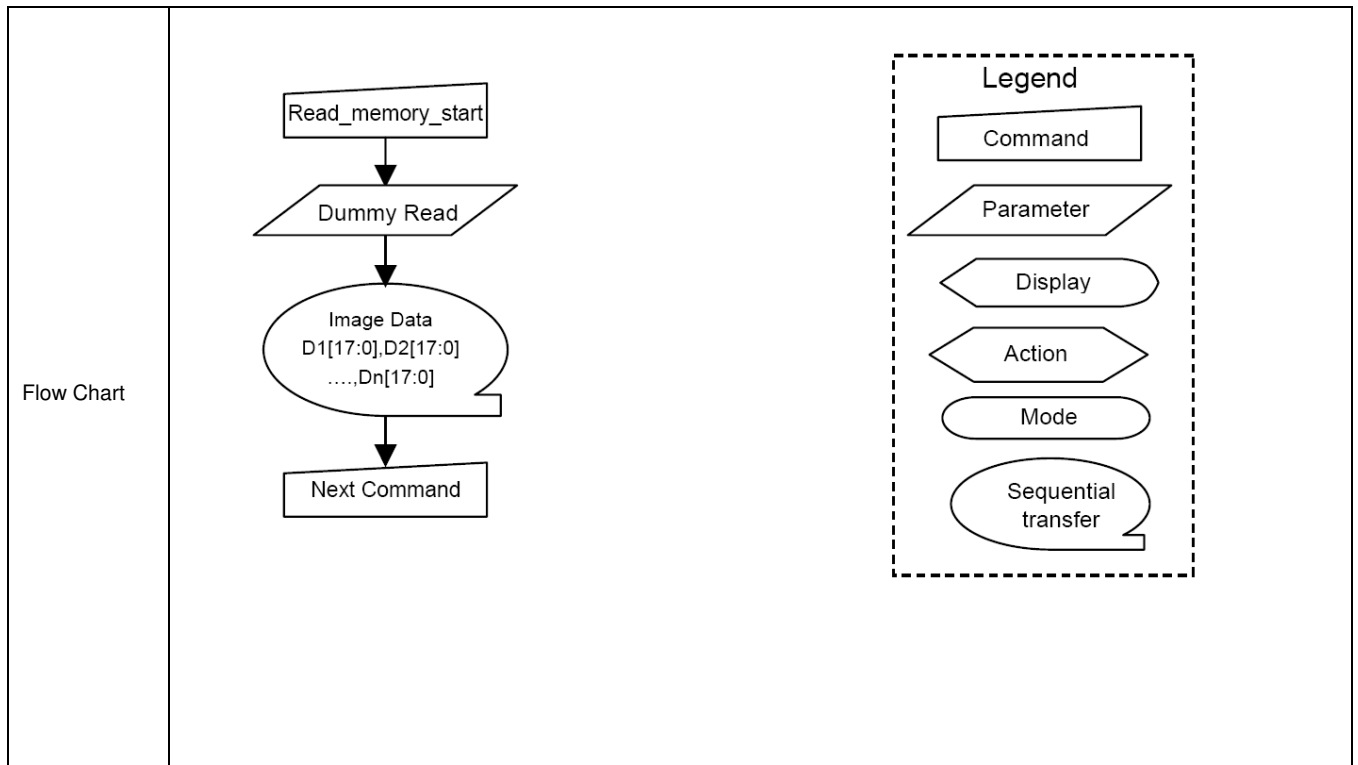 Flow Chart
Read_memory_start
Dummy Read
Image Data
D1[17:0],D2[17:0]
....,Dn[17:0]
Next Command
Legend
Command
Parameter
Display
Action
Mode
Sequential
transfer